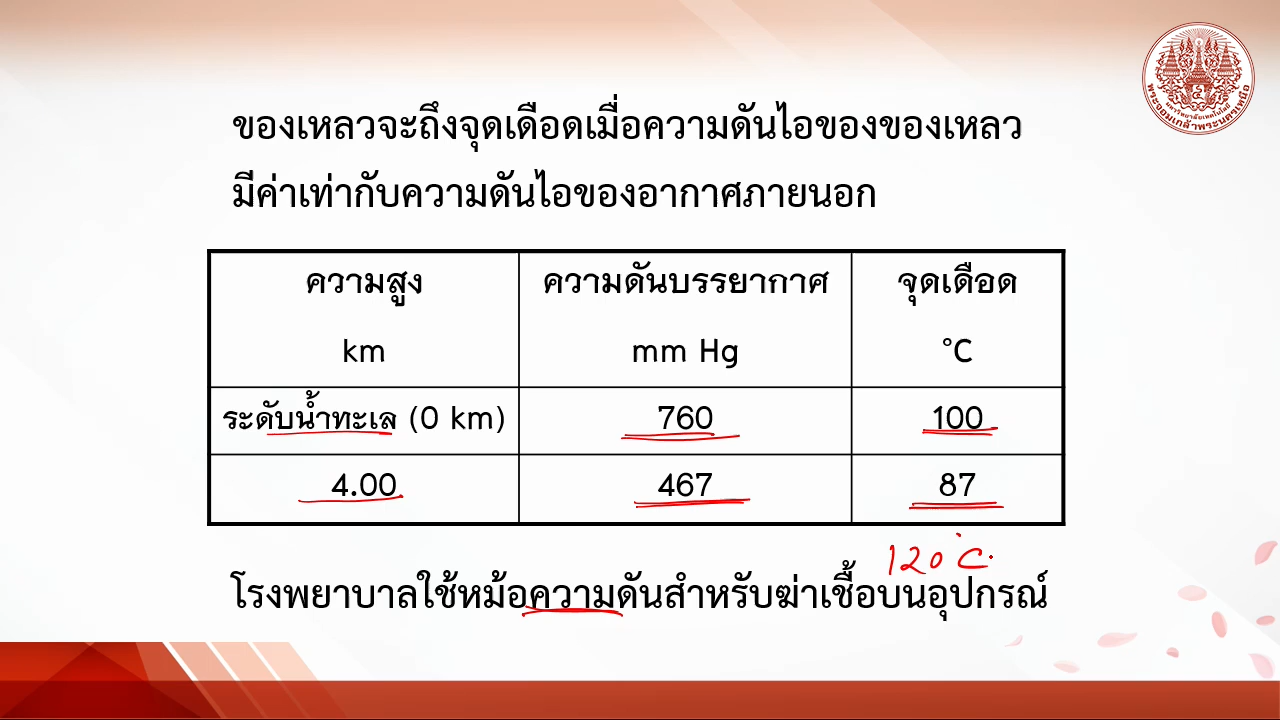 ของเหลวจะถึงจุดเดือดเมื่อความดันไอของของเหลว
มีค่าเท่ากับความดันไอของอากาศภายนอก
ความสูง ความดันบรรยากาศ จุดเดือด
km mm Hg °C
ระดับน้ำทะเล (0 km) 760 100
4.00 467 87
120°C.
โรงพยาบาลใช้หม้อความดันสำหรับฆ่าเชื้อบนอุปกรณ์